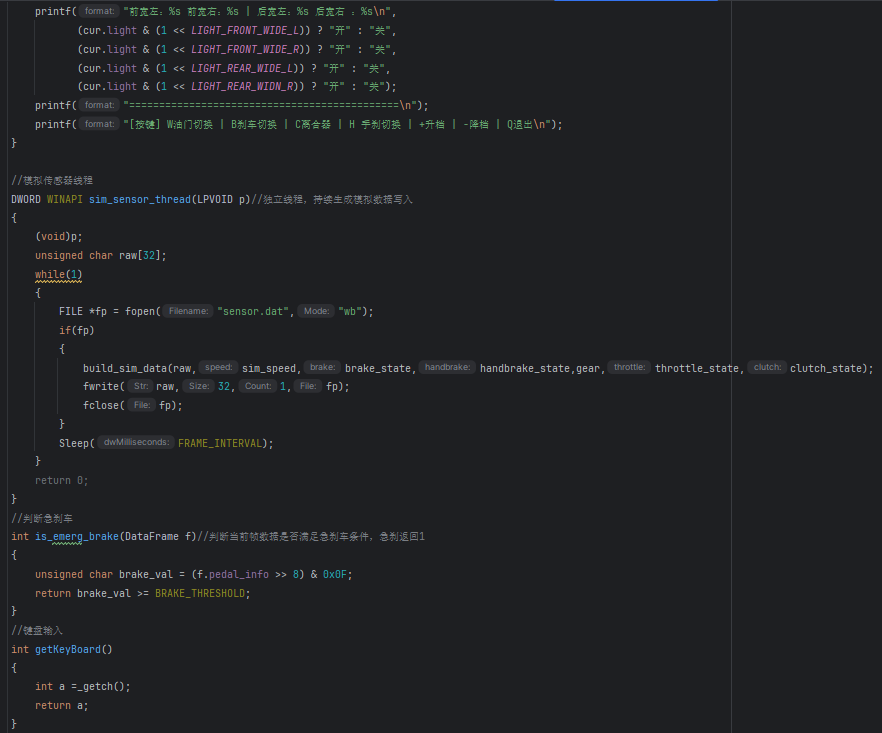 printf( format: "前宽左：%s 前宽右：%s | 后宽左：%s 后宽右 ：%s\n",
(cur.light & (1 << LIGHT_FRONT_WIDE_L)) ? "开" : "关",
(cur.light & (1 << LIGHT_FRONT_WIDE_R)) ? "开" : "关",
(cur.light & (1 << LIGHT_REAR_WIDE_L)) ? "开" : "关",
(cur.light & (1 << LIGHT_REAR_WIDN_R)) ? "开" : "关");
printf( format: "=============================================\n");
printf( format: "[按键] W油门切换 | B刹车切换 | C离合器 | H 手刹切换 | +升档 | -降档 | Q退出\n");
}
//模拟传感器线程
DWORD WINAPI sim_sensor_thread(LPVOID p)//独立线程，持续生成模拟数据写入
{
(void)p;
unsigned char raw[32];
while(1)
{
FILE *fp = fopen( Filename: "sensor.dat", Mode: "wb");
if(fp)
{
build_sim_data(raw, speed: sim_speed, brake: brake_state, handbrake: handbrake_state,gear, throttle: throttle_state, clutch: clutch_state);
fwrite( Str: raw, Size: 32, Count: 1, File: fp);
fclose( File: fp);
}
Sleep( dwMilliseconds: FRAME_INTERVAL);
}
return 0;
}
//判断急刹车
int is_emerg_brake(DataFrame f)//判断当前帧数据是否满足急刹车条件，急刹返回1
{
unsigned char brake_val = (f.pedal_info >> 8) & 0x0F;
return brake_val >= BRAKE_THRESHOLD;
}
//键盘输入
int getKeyBoard()
{
int a =_getch();
return a;
}